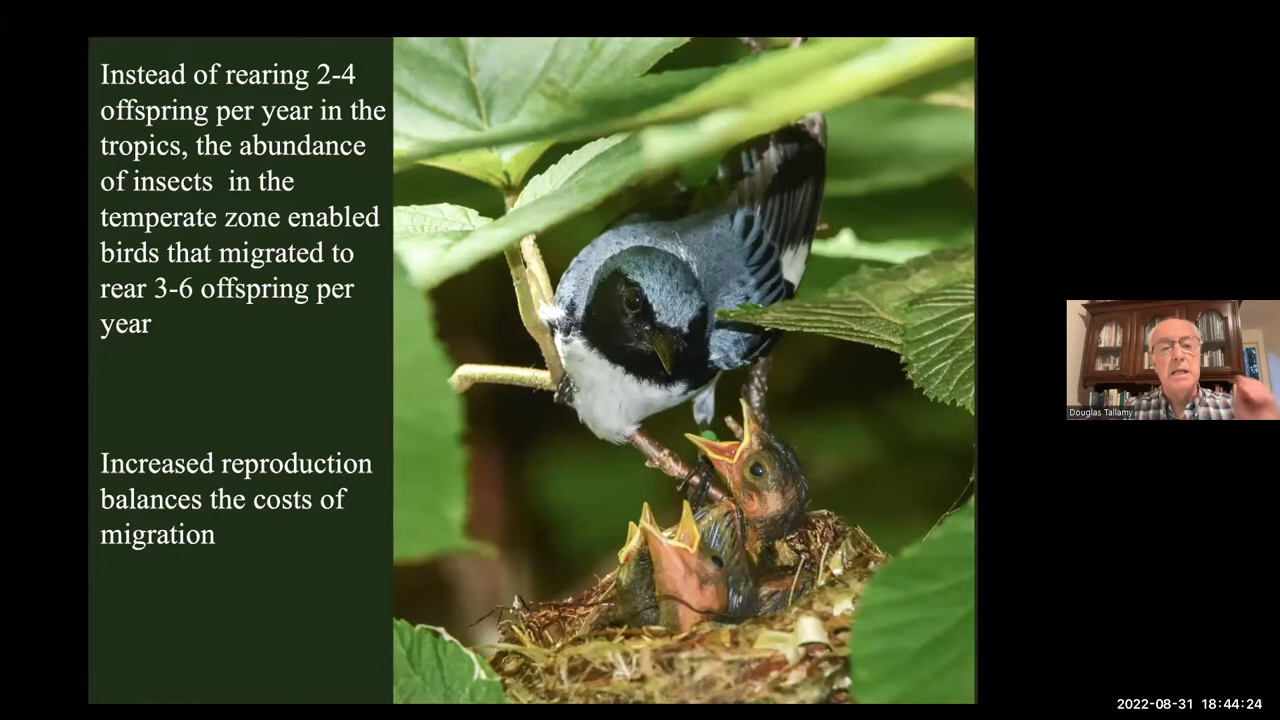 Instead of rearing 2-4
offspring per year in the
tropics, the abundance
of insects  in the
temperate zone enabled
birds that migrated to
rear 3-6 offspring per
year
Increased reproduction
balances the costs of
migration
Douglas Tallamy
2022-08-31 18:44:24